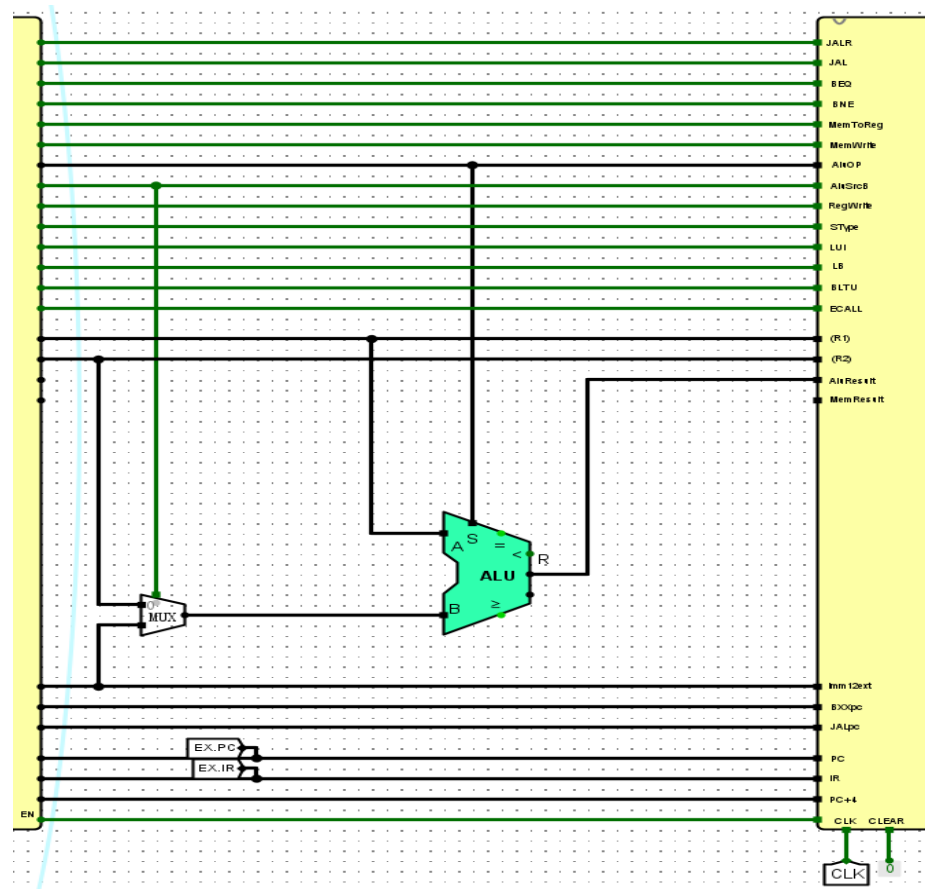 JALR
JAL
BEQ
BNE
MemToReg
MemWrite
AluOP
AluSrcB
RegWrite
SType
LUI
LB
BLTU
ECALL
(R1)
(R2)
AluResult
MemResult
S
=
A
<
R
ALU
B
≥
0
MUX
Imm12ext
BXXpc
JALpc
EX.PC
PC
EX.IR
IR
PC+4
EN
CLK CLEAR
CLK 0